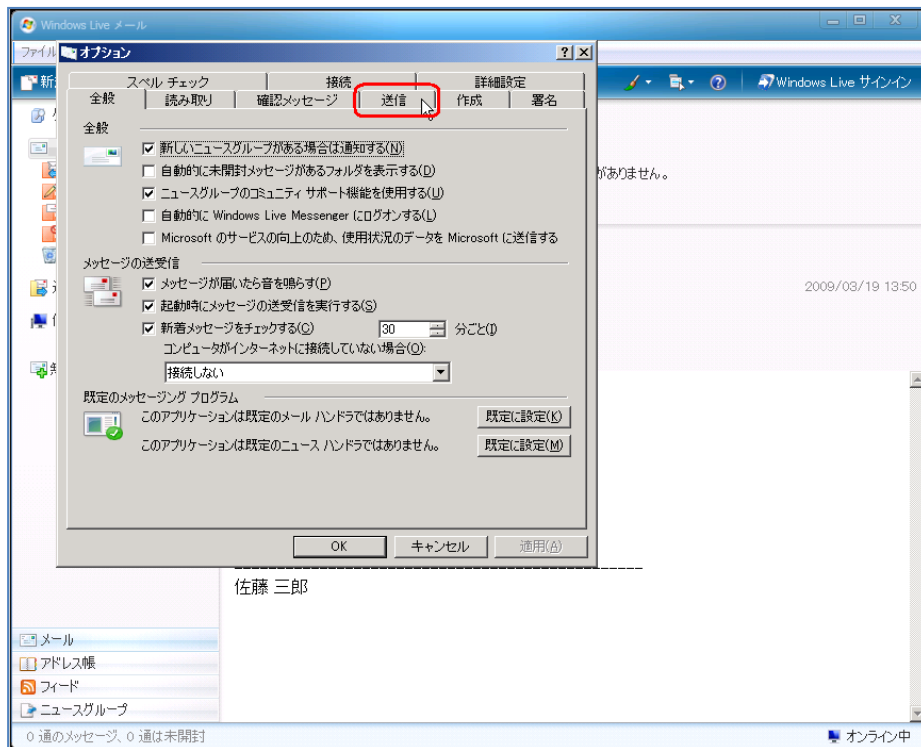 Windows Live メール
ファイル
オプション
新
Windows Live サインイン
スペル チェック 接続 詳細設定
全般 読み取り 確認メッセージ 送信 作成 署名
全般
新しいニュースグループがある場合は通知する(N)
自動的に未開封メッセージがあるフォルダを表示する(D)
ニュースグループのコミュニティ サポート機能を使用する(U)
自動的に Windows Live Messenger にログオンする(L)
Microsoft のサービスの向上のため、使用状況のデータを Microsoft に送信する
メッセージの送受信
メッセージが届いたら音を鳴らす(P)
起動時にメッセージの送受信を実行する(S)
新着メッセージをチェックする(C) 30 分ごと(I)
コンピュータがインターネットに接続していない場合(O):
接続しない
既定のメッセージング プログラム
このアプリケーションは既定のメール ハンドラではありません。 既定に設定(K)
このアプリケーションは既定のニュース ハンドラではありません。 既定に設定(M)
OK キャンセル 適用(A)
がありません。
2009/03/19 13:50
佐藤 三郎
メール
アドレス帳
フィード
ニュースグループ
0 通のメッセージ、0 通は未開封
オンライン中